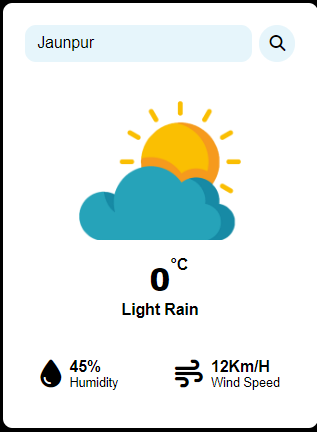 Jaunpur
0°C
Light Rain
45%
Humidity
12Km/H
Wind Speed